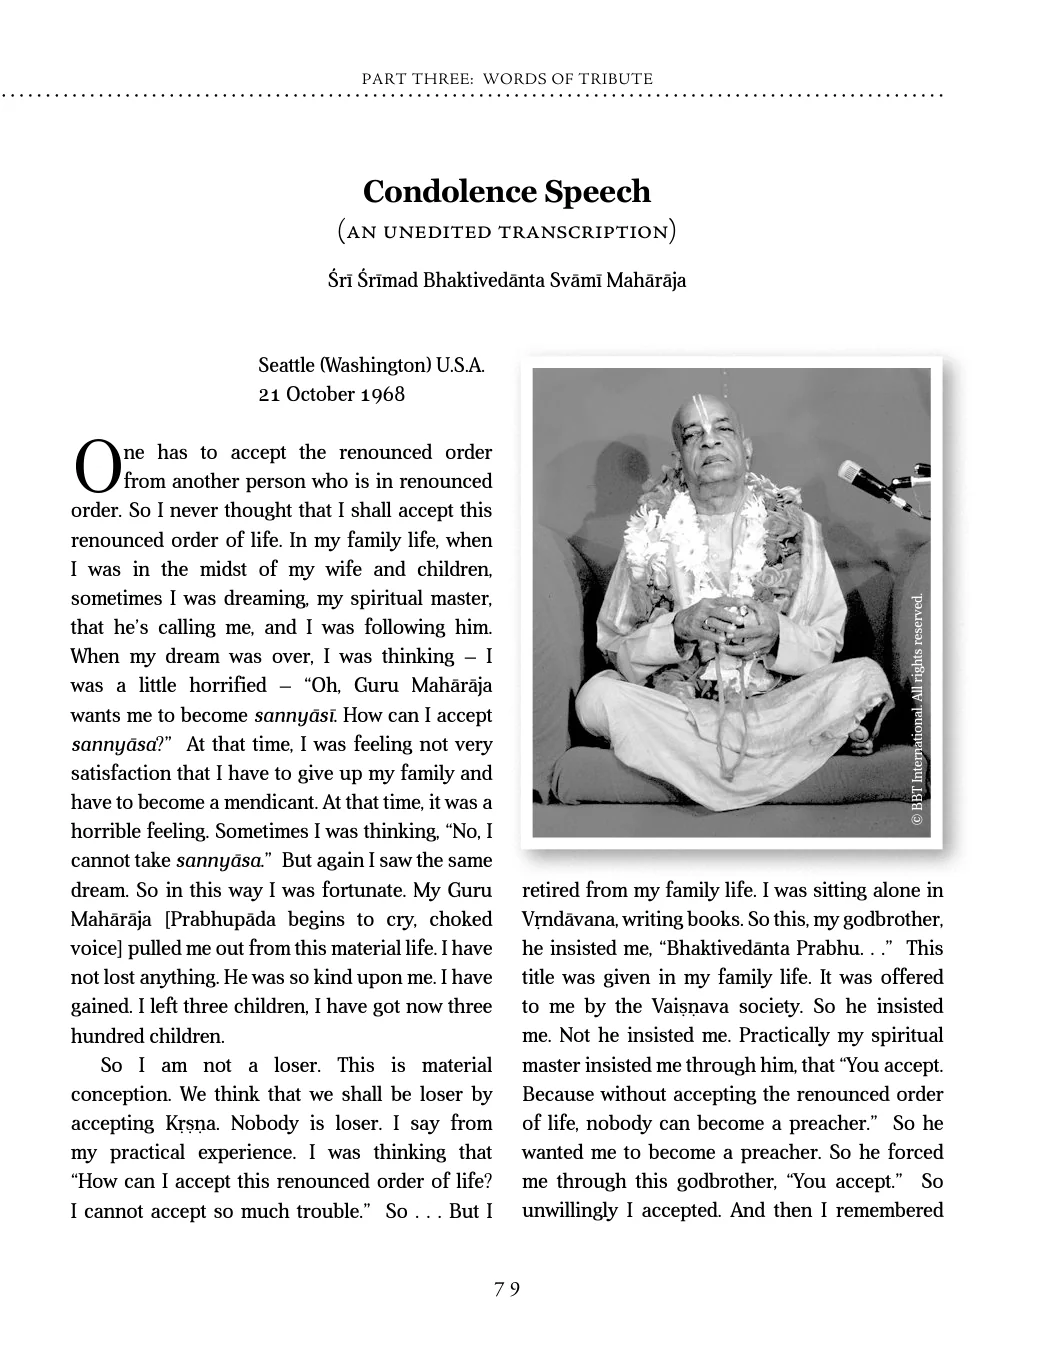 PART THREE: WORDS OF TRIBUTE
Condolence Speech
(AN UNEDITED TRANSCRIPTION)
Śrī Śrīmad Bhaktivedānta Svāmī Mahārāja
Seattle (Washington) U.S.A.
21 October 1968
One has to accept the renounced order
from another person who is in renounced
order. So I never thought that I shall accept this
renounced order of life. In my family life, when
I was in the midst of my wife and children,
sometimes I was dreaming, my spiritual master,
that he's calling me, and I was following him.
When my dream was over, I was thinking – I
was a little horrified – “Oh, Guru Mahārāja
wants me to become sannyāsī. How can I accept
sannyāsa?” At that time, I was feeling not very
satisfaction that I have to give up my family and
have to become a mendicant. At that time, it was a
horrible feeling. Sometimes I was thinking, “No, I
cannot take sannyāsa.” But again I saw the same
dream. So in this way I was fortunate. My Guru
Mahārāja [Prabhupāda begins to cry, choked
voice] pulled me out from this material life. I have
not lost anything. He was so kind upon me. I have
gained. I left three children, I have got now three
hundred children.
So I am not a loser. This is material
conception. We think that we shall be loser by
accepting Kṛṣṇa. Nobody is loser. I say from
my practical experience. I was thinking that
“How can I accept this renounced order of life?
I cannot accept so much trouble.” So . . . But I
© BBT International. All rights reserved.
retired from my family life. I was sitting alone in
Vṛndāvana, writing books. So this, my godbrother,
he insisted me, “Bhaktivedānta Prabhu. . .” This
title was given in my family life. It was offered
to me by the Vaiṣṇava society. So he insisted
me. Not he insisted me. Practically my spiritual
master insisted me through him, that “You accept.
Because without accepting the renounced order
of life, nobody can become a preacher.” So he
wanted me to become a preacher. So he forced
me through this godbrother, “You accept.” So
unwillingly I accepted. And then I remembered
79